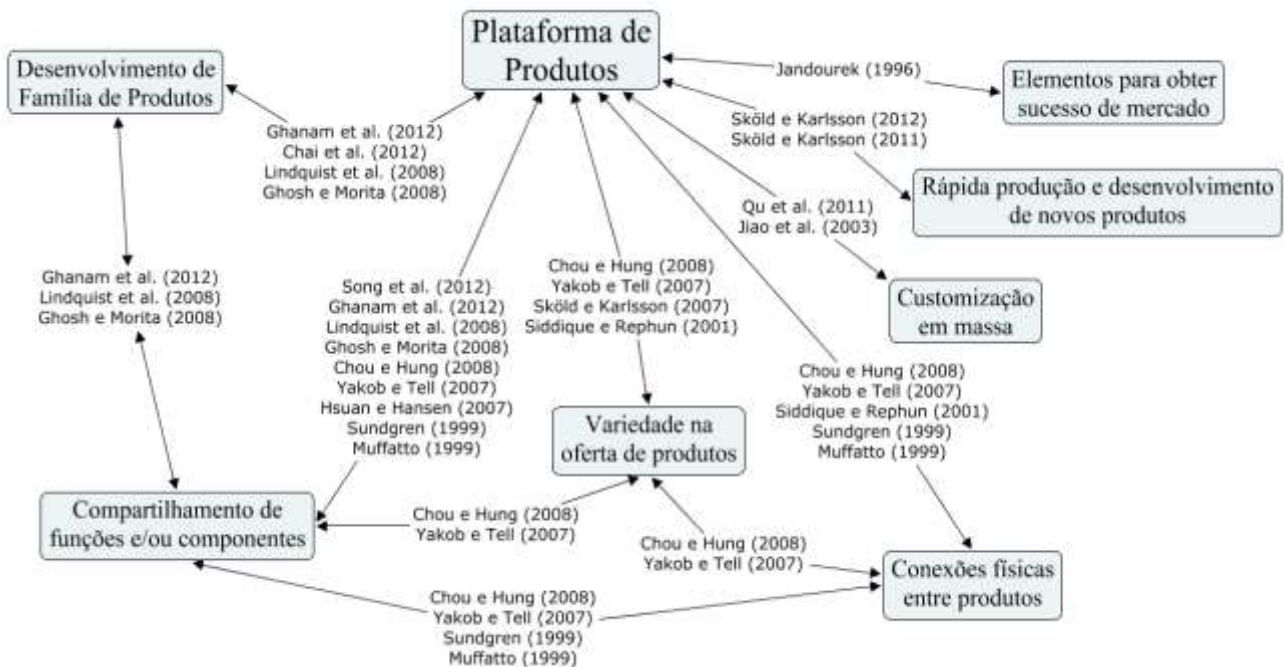 Plataforma de
Produtos
Desenvolvimento de
Família de Produtos
Jandourek (1996)
Elementos para obter
sucesso de mercado
Ghanam et al. (2012)
Chai et al. (2012)
Lindquist et al. (2008)
Ghosh e Morita (2008)
Sköld e Karlsson (2012)
Sköld e Karlsson (2011)
Rápida produção e desenvolvimento
de novos produtos
Qu et al. (2011)
Jiao et al. (2003)
Ghanam et al. (2012)
Lindquist et al. (2008)
Ghosh e Morita (2008)
Song et al. (2012)
Ghanam et al. (2012)
Lindquist et al. (2008)
Ghosh e Morita (2008)
Chou e Hung (2008)
Yakob e Tell (2007)
Hsuan e Hansen (2007)
Sundgren (1999)
Muffatto (1999)
Chou e Hung (2008)
Yakob e Tell (2007)
Sköld e Karlsson (2007)
Siddique e Rephun (2001)
Customização
em massa
Chou e Hung (2008)
Yakob e Tell (2007)
Siddique e Rephun (2001)
Sundgren (1999)
Muffatto (1999)
Variedade na
oferta de produtos
Compartilhamento de
funções e/ou componentes
Chou e Hung (2008)
Yakob e Tell (2007)
Chou e Hung (2008)
Yakob e Tell (2007)
Conexões físicas
entre produtos
Chou e Hung (2008)
Yakob e Tell (2007)
Sundgren (1999)
Muffatto (1999)